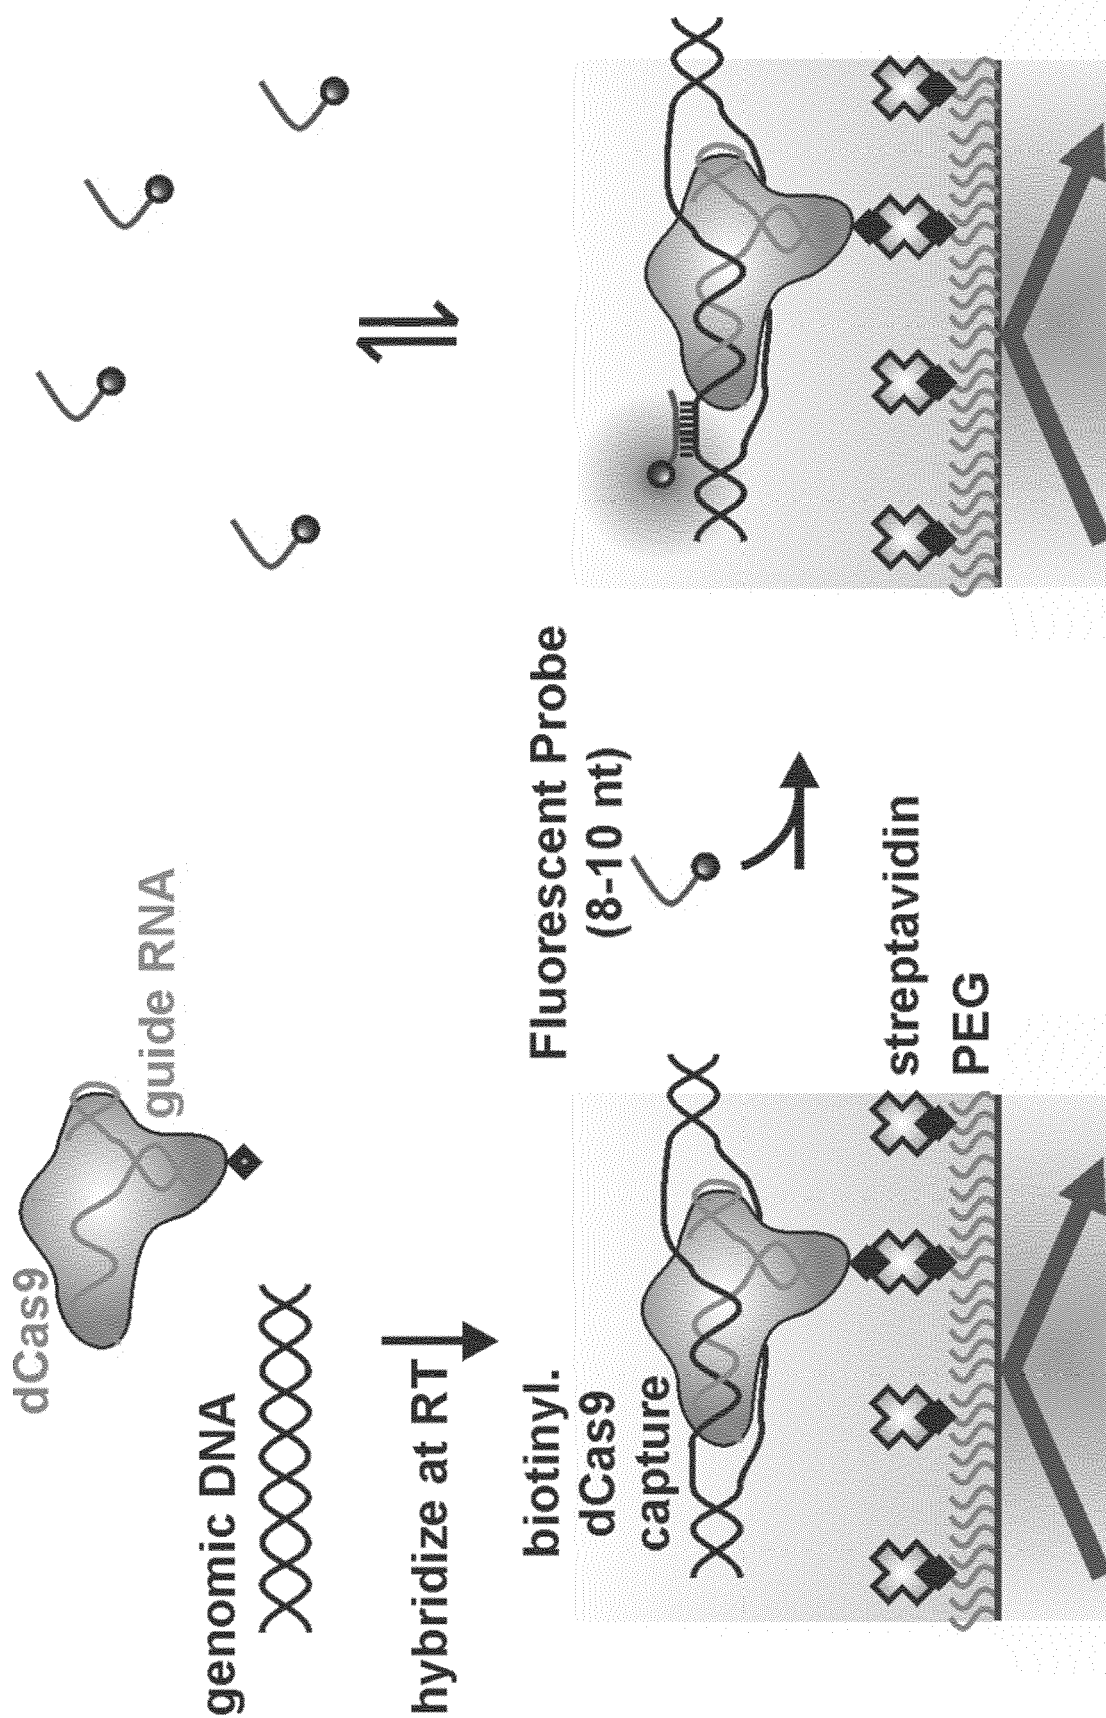 dCas9
guide RNA
genomic DNA
hybridize at RT
biotinyl.
dCas9
capture
Fluorescent Probe
(8-10 nt)
streptavidin
PEG